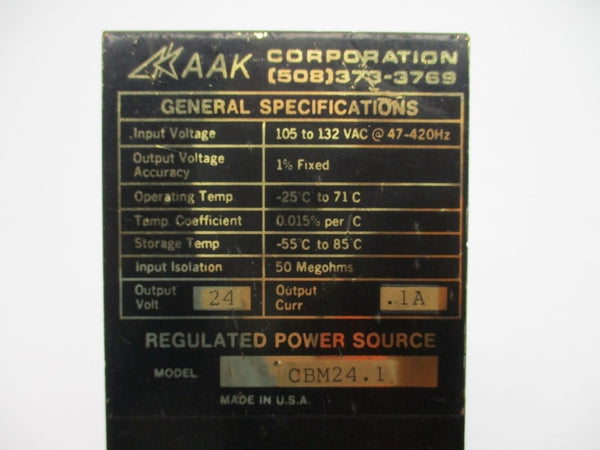 AAK CORPORATION
(508)373-3769
GENERAL SPECIFICATIONS
Input Voltage 105 to 132 VAC @ 47-420Hz
Output Voltage Accuracy 1% Fixed
Operating Temp. -25°C to 71°C
Temp. Coefficient 0.015% per °C
Storage Temp. -55°C to 85°C
Input Isolation 50 Megohms
Output Volt. 24 Output Curr. .1A
REGULATED POWER SOURCE
MODEL CBM24.1
MADE IN U.S.A.